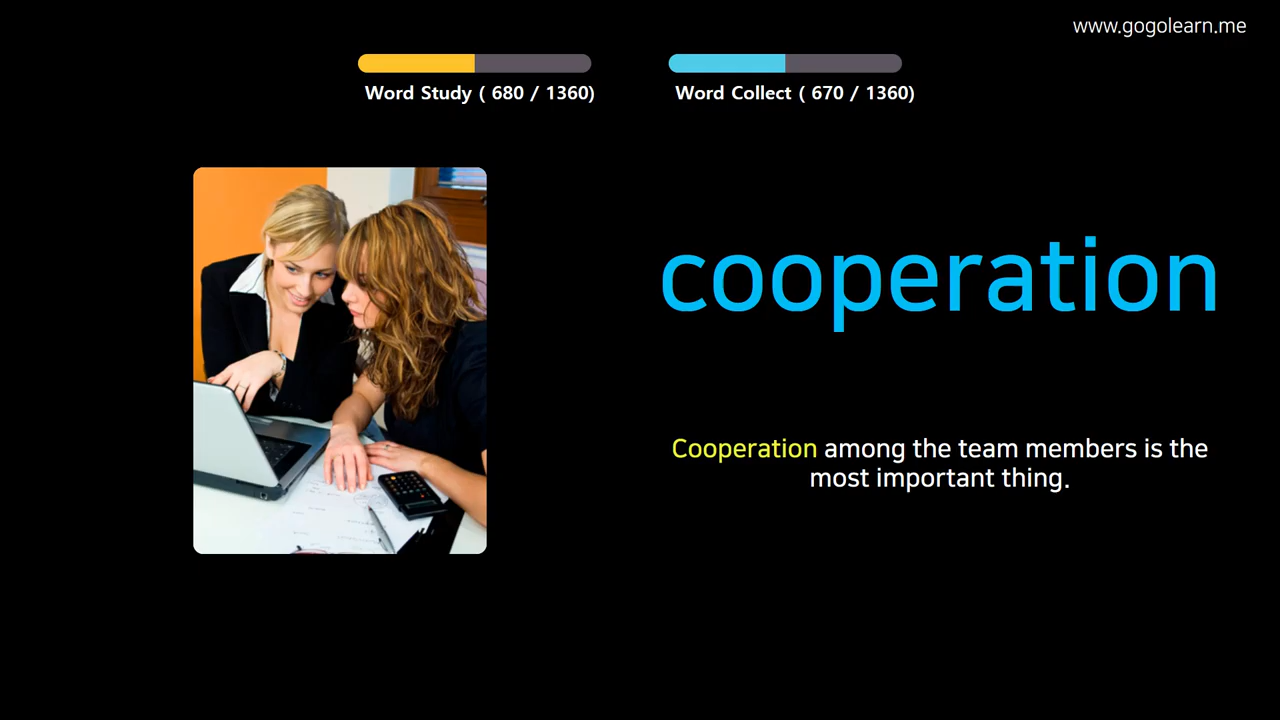 www.gogolearn.me
Word Study ( 680 / 1360)
Word Collect ( 670 / 1360)
cooperation
Cooperation among the team members is the
most important thing.